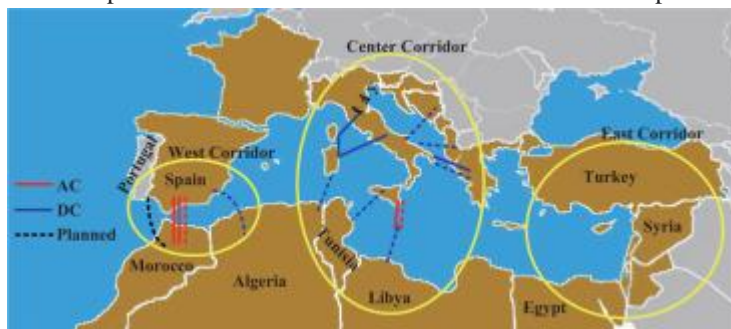 Center Corridor
East Corridor
West Corridor
Portugal
Spain
Turkey
AC
DC
Planned
Syria
Tunisia
Morocco
Algeria
Libya
Egypt